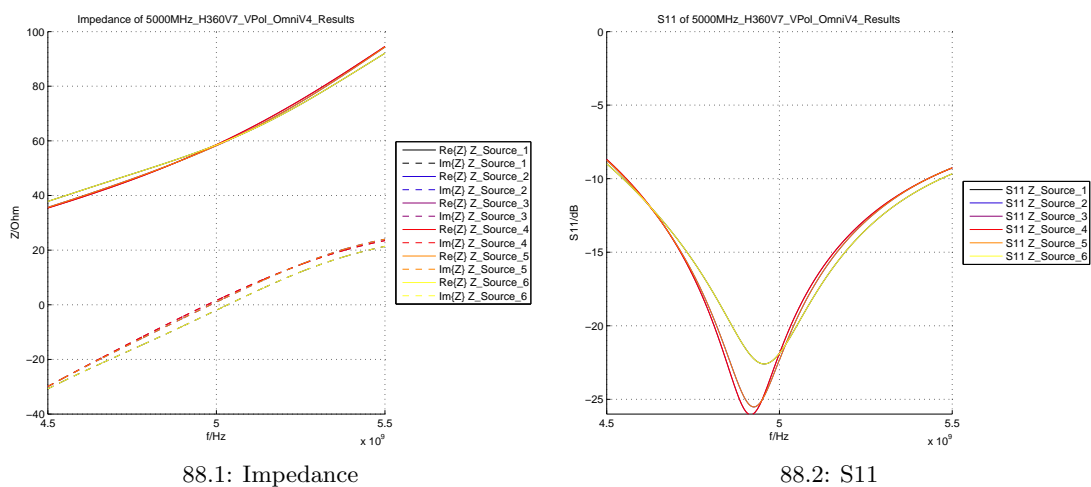 Impedance of 5000MHz_H360V7_VPol_OmniV4_Results
100
80
60
40
20
0
−20
−40
Z/Ohm
4.5
5
5.5
f/Hz
x 10^9
Re{Z} Z_Source_1
Im{Z} Z_Source_1
Re{Z} Z_Source_2
Im{Z} Z_Source_2
Re{Z} Z_Source_3
Im{Z} Z_Source_3
Re{Z} Z_Source_4
Im{Z} Z_Source_4
Re{Z} Z_Source_5
Im{Z} Z_Source_5
Re{Z} Z_Source_6
Im{Z} Z_Source_6
88.1: Impedance
S11 of 5000MHz_H360V7_VPol_OmniV4_Results
0
−5
−10
−15
−20
−25
S11/dB
4.5
5
5.5
f/Hz
x 10^9
S11 Z_Source_1
S11 Z_Source_2
S11 Z_Source_3
S11 Z_Source_4
S11 Z_Source_5
S11 Z_Source_6
88.2: S11